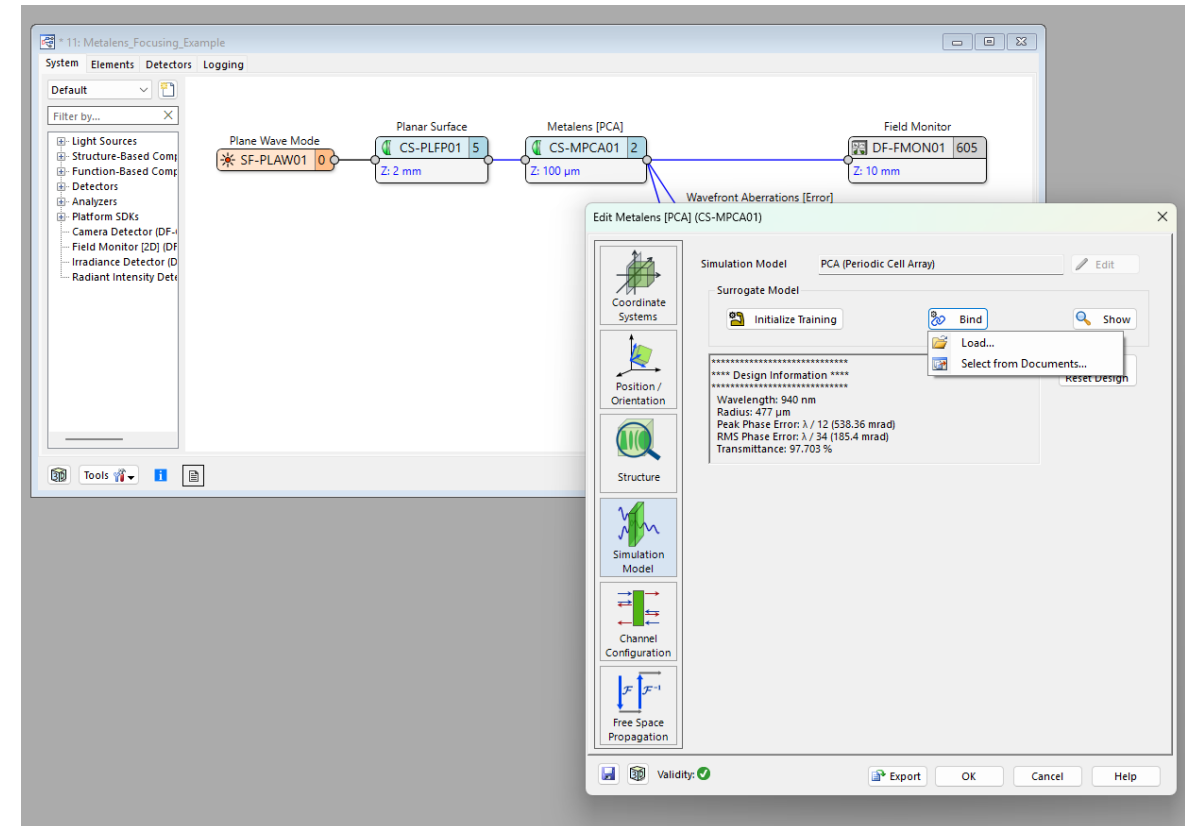 * 11: Metalens_Focusing_Example
System Elements Detectors Logging
Default
Filter by...
Light Sources
Structure-Based Comp
Function-Based Comp
Detectors
Analyzers
Platform SDKs
Camera Detector (DF-
Field Monitor [2D] (DF
Irradiance Detector (D
Radiant Intensity Dete
Plane Wave Mode
SF-PLAW01 0
Planar Surface
CS-PLFP01 5
Z: 2 mm
Metalens [PCA]
CS-MPCA01 2
Z: 100 µm
Field Monitor
DF-FMON01 605
Z: 10 mm
Wavefront Aberrations [Error]
3D Tools
Edit Metalens [PCA] (CS-MPCA01)
Coordinate
Systems
Position /
Orientation
Structure
Simulation
Model
Channel
Configuration
F F⁻¹
Free Space
Propagation
Simulation Model PCA (Periodic Cell Array) Edit
Surrogate Model
Initialize Training Bind Show
Load...
Select from Documents...
Reset Design
*****************************
**** Design Information ****
*****************************
Wavelength: 940 nm
Radius: 477 µm
Peak Phase Error: λ / 12 (538.36 mrad)
RMS Phase Error: λ / 34 (185.4 mrad)
Transmittance: 97.703 %
3D Validity: Export OK Cancel Help